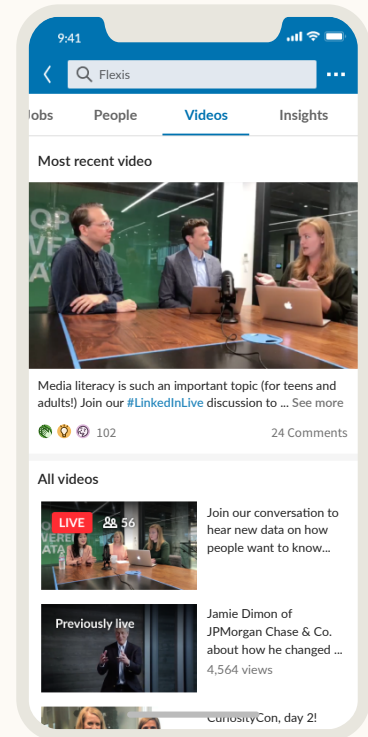 9:41
Flexis
Jobs People Videos Insights
Most recent video
Media literacy is such an important topic (for teens and
adults!) Join our #LinkedInLive discussion to ... See more
102 24 Comments
All videos
LIVE 56
Join our conversation to
hear new data on how
people want to know...
Previously live
Jamie Dimon of
JPMorgan Chase & Co.
about how he changed ...
4,564 views
CuriosityCon, day 2!